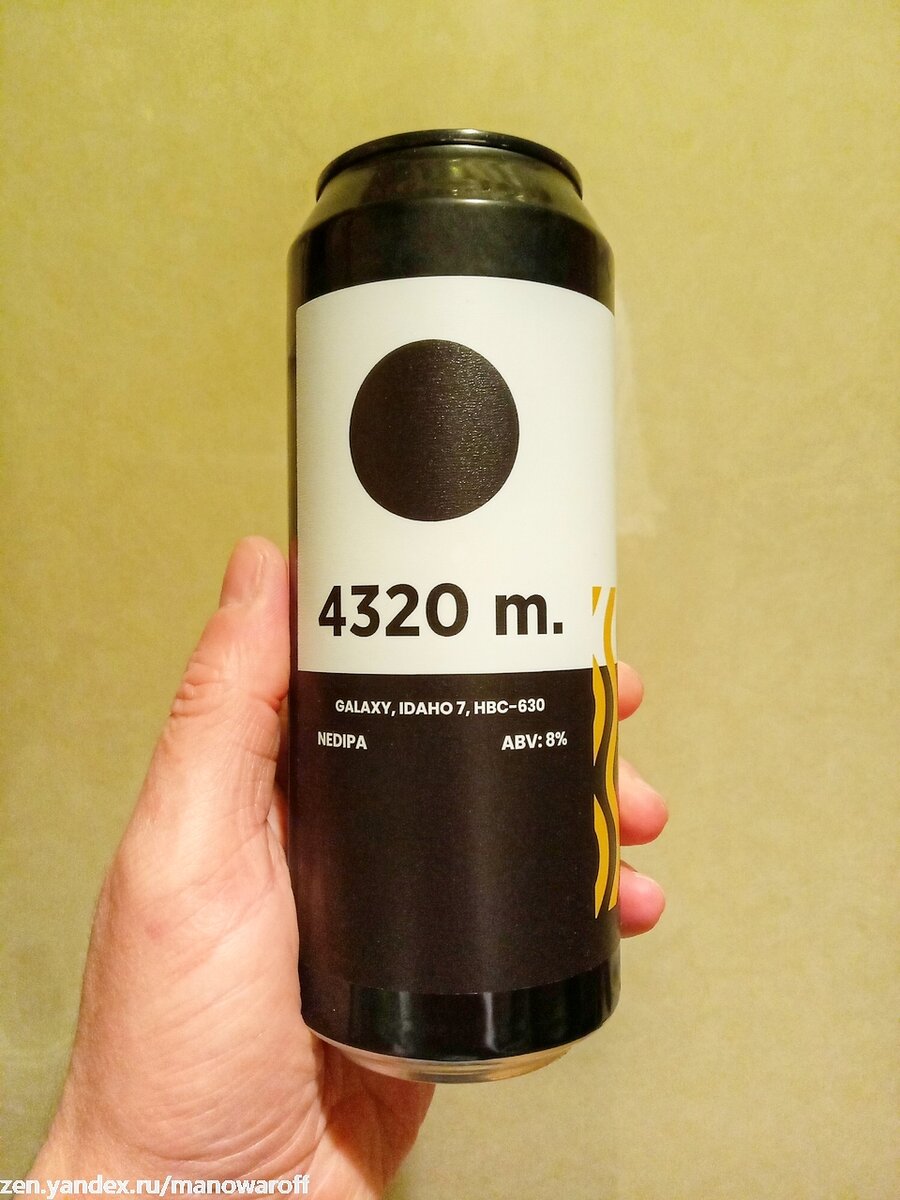 4320 m.
GALAXY, IDAHO 7, HBC-630
NEDIPA ABV: 8%
zen.yandex.ru/manowaroff